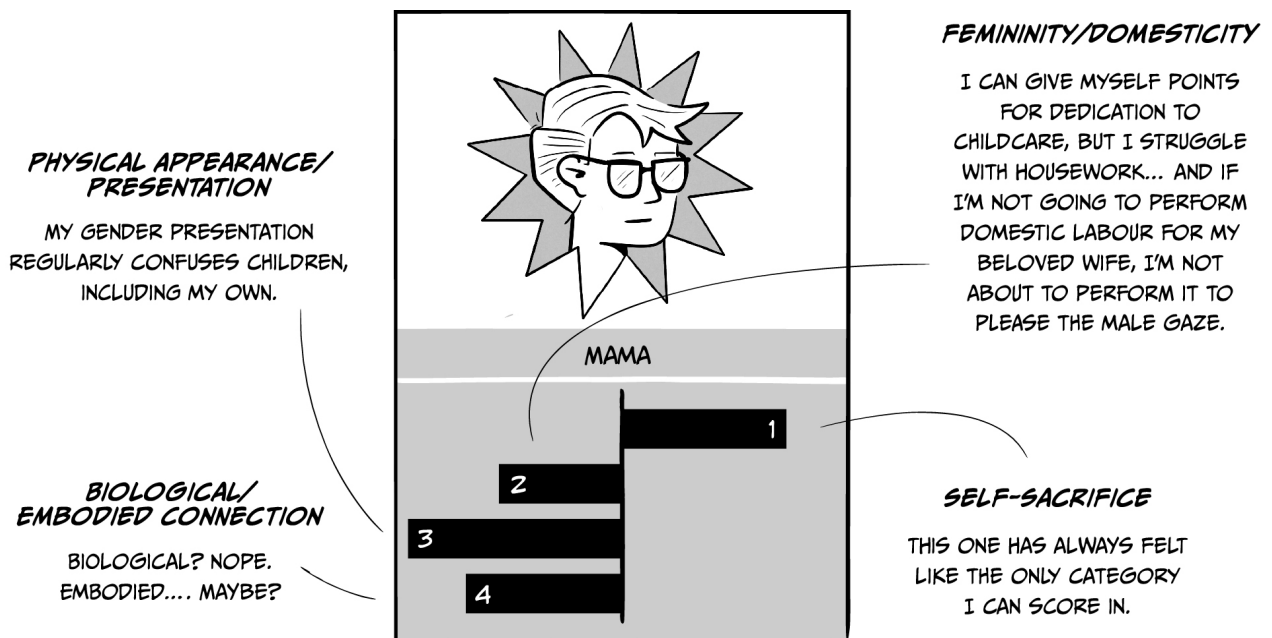 PHYSICAL APPEARANCE/
PRESENTATION
MY GENDER PRESENTATION
REGULARLY CONFUSES CHILDREN,
INCLUDING MY OWN.
BIOLOGICAL/
EMBODIED CONNECTION
BIOLOGICAL? NOPE.
EMBODIED.... MAYBE?
MAMA
1
2
3
4
FEMININITY/DOMESTICITY
I CAN GIVE MYSELF POINTS
FOR DEDICATION TO
CHILDCARE, BUT I STRUGGLE
WITH HOUSEWORK... AND IF
I'M NOT GOING TO PERFORM
DOMESTIC LABOUR FOR MY
BELOVED WIFE, I'M NOT
ABOUT TO PERFORM IT TO
PLEASE THE MALE GAZE.
SELF-SACRIFICE
THIS ONE HAS ALWAYS FELT
LIKE THE ONLY CATEGORY
I CAN SCORE IN.